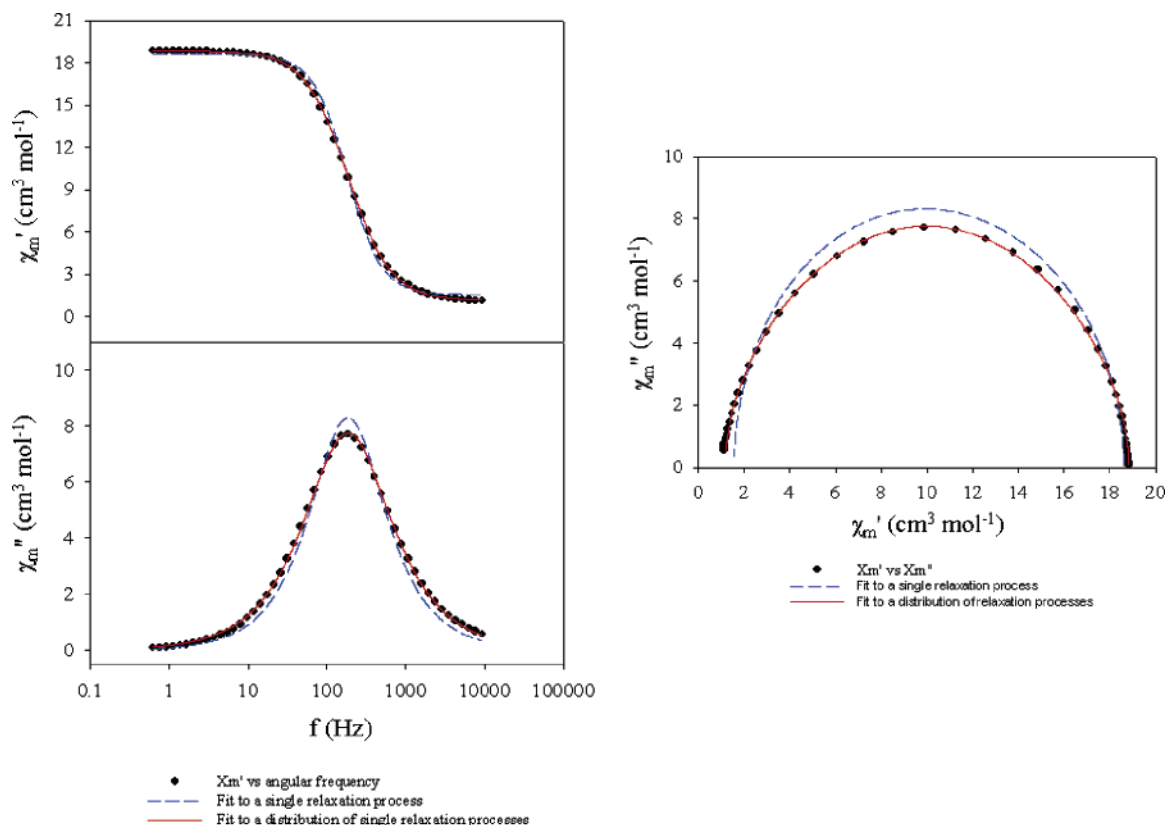 21
18
15
12
9
6
3
0
χm' (cm³ mol⁻¹)
10
8
6
4
2
0
χm'' (cm³ mol⁻¹)
0.1 1 10 100 1000 10000 100000
f (Hz)
Xm' vs angular frequency
Fit to a single relaxation process
Fit to a distribution of single relaxation processes
10
8
6
4
2
0
χm'' (cm³ mol⁻¹)
0 2 4 6 8 10 12 14 16 18 20
χm' (cm³ mol⁻¹)
Xm' vs Xm"
Fit to a single relaxation process
Fit to a distribution of relaxation processes